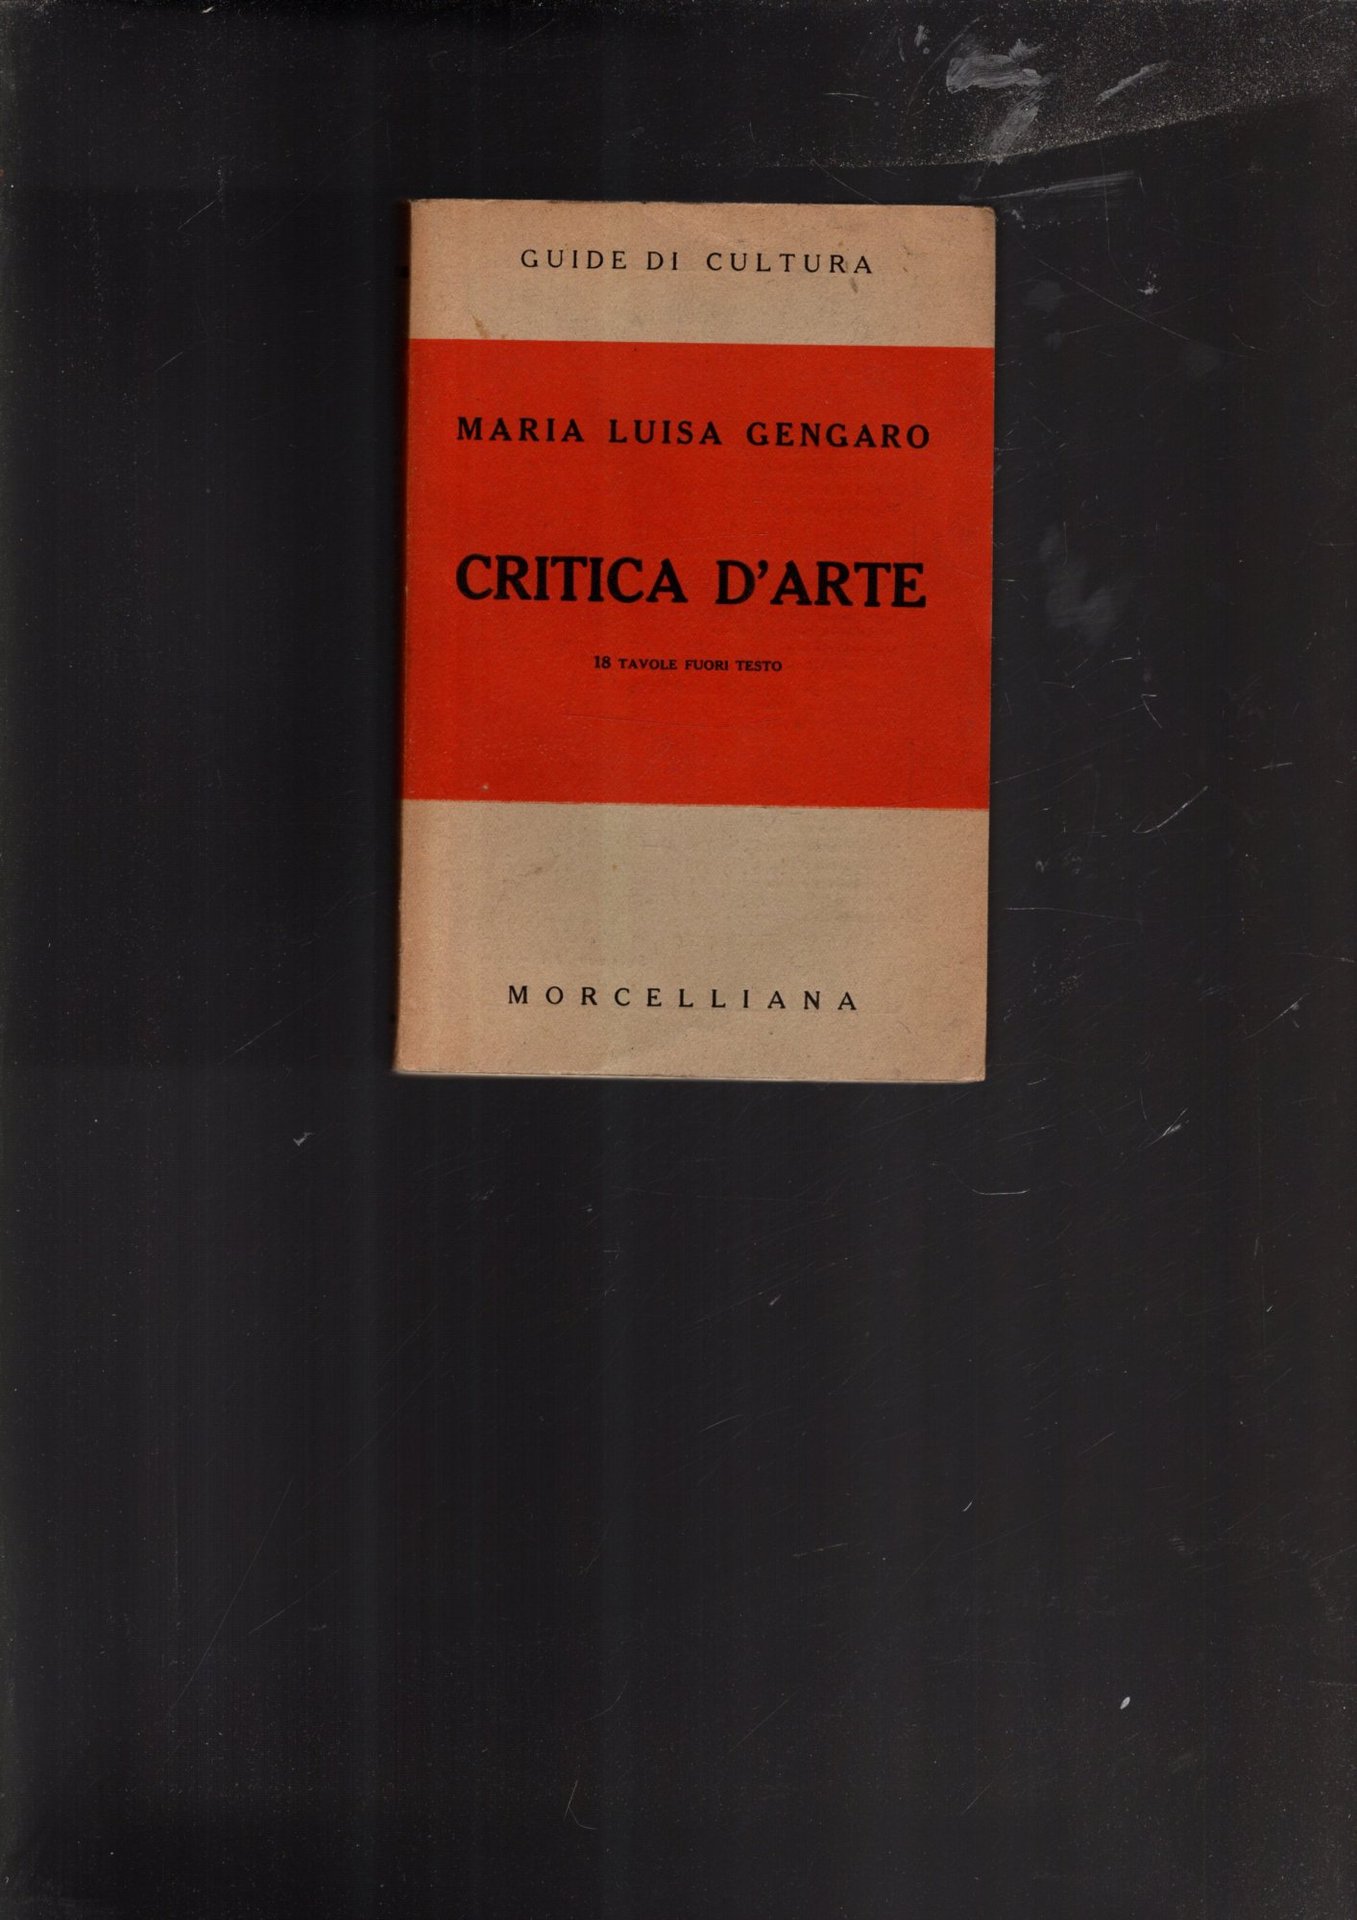 GUIDE DI CULTURA
MARIA LUISA GENGARO
CRITICA D'ARTE
18 TAVOLE FUORI TESTO
MORCELLIANA